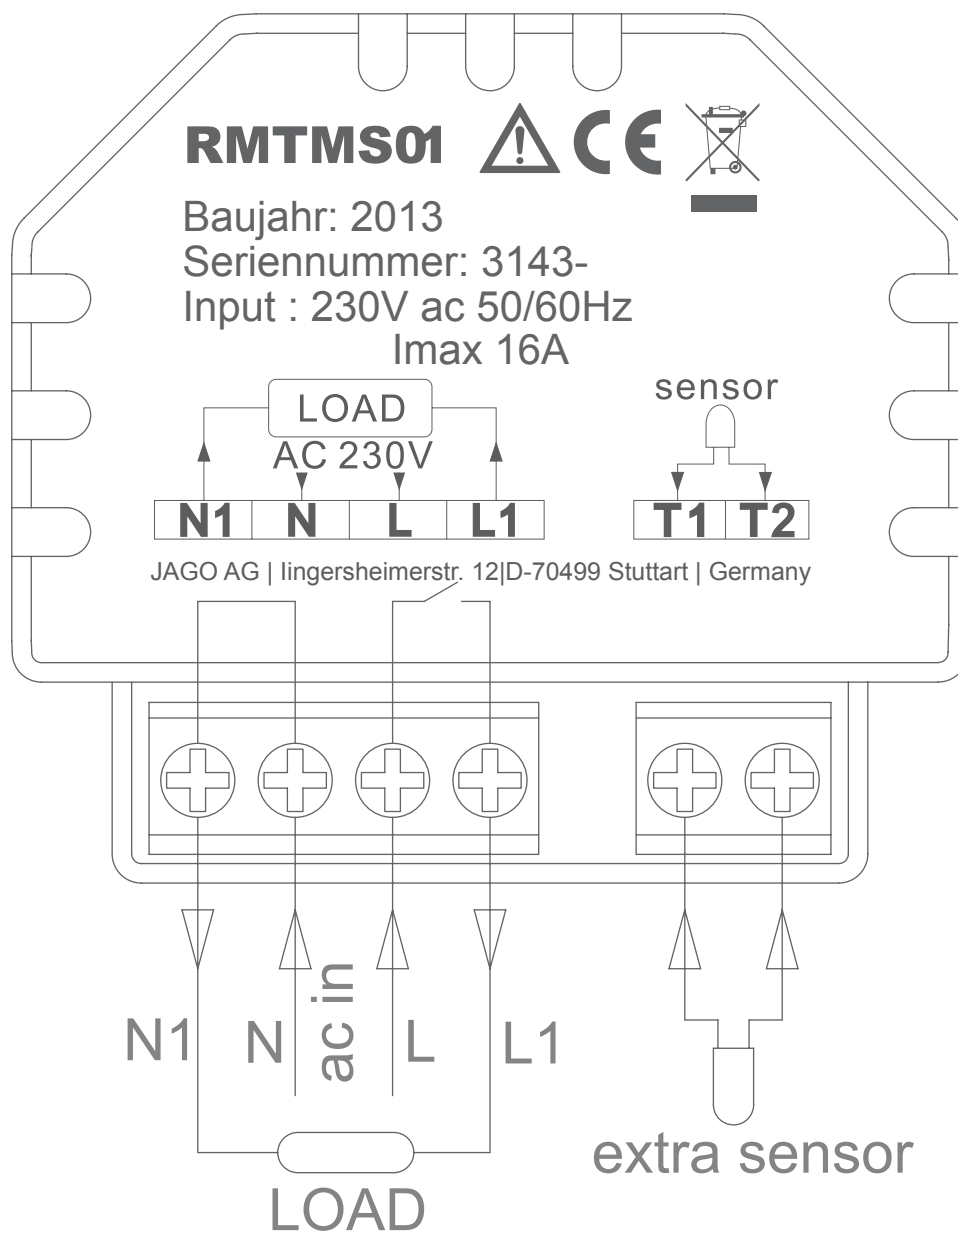 RMTMS01 CE
Baujahr: 2013
Seriennummer: 3143-
Input : 230V ac 50/60Hz
Imax 16A
LOAD
AC 230V
sensor
N1 N L L1
T1 T2
JAGO AG | Iingersheimerstr. 12|D-70499 Stuttart | Germany
N1 N ac in L L1
LOAD
extra sensor